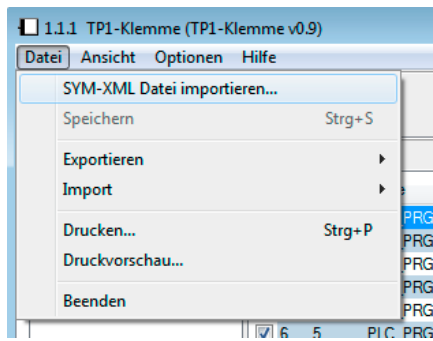 1.1.1 TP1-Klemme (TP1-Klemme v0.9)
Datei Ansicht Optionen Hilfe
SYM-XML Datei importieren...
Speichern Strg+S
Exportieren
Import
Drucken... Strg+P
Druckvorschau...
Beenden
PRG
PRG
PRG
PRG
PRG
6 5 PLC PRG